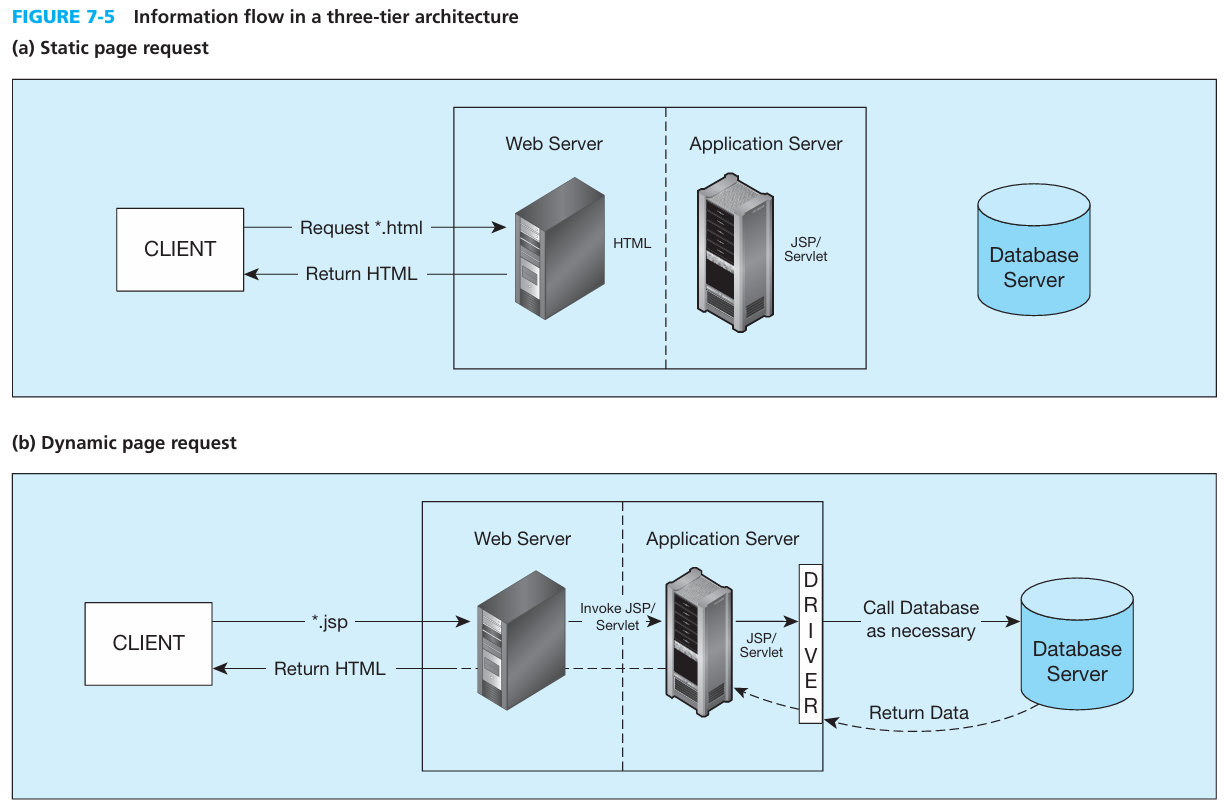 FIGURE 7-5 Information flow in a three-tier architecture
(a) Static page request
Web Server
Application Server
CLIENT
Request *.html
Return HTML
HTML
JSP/
Servlet
Database
Server
(b) Dynamic page request
Web Server
Application Server
CLIENT
*.jsp
Return HTML
Invoke JSP/
Servlet
JSP/
Servlet
D
R
I
V
E
R
Call Database
as necessary
Return Data
Database
Server